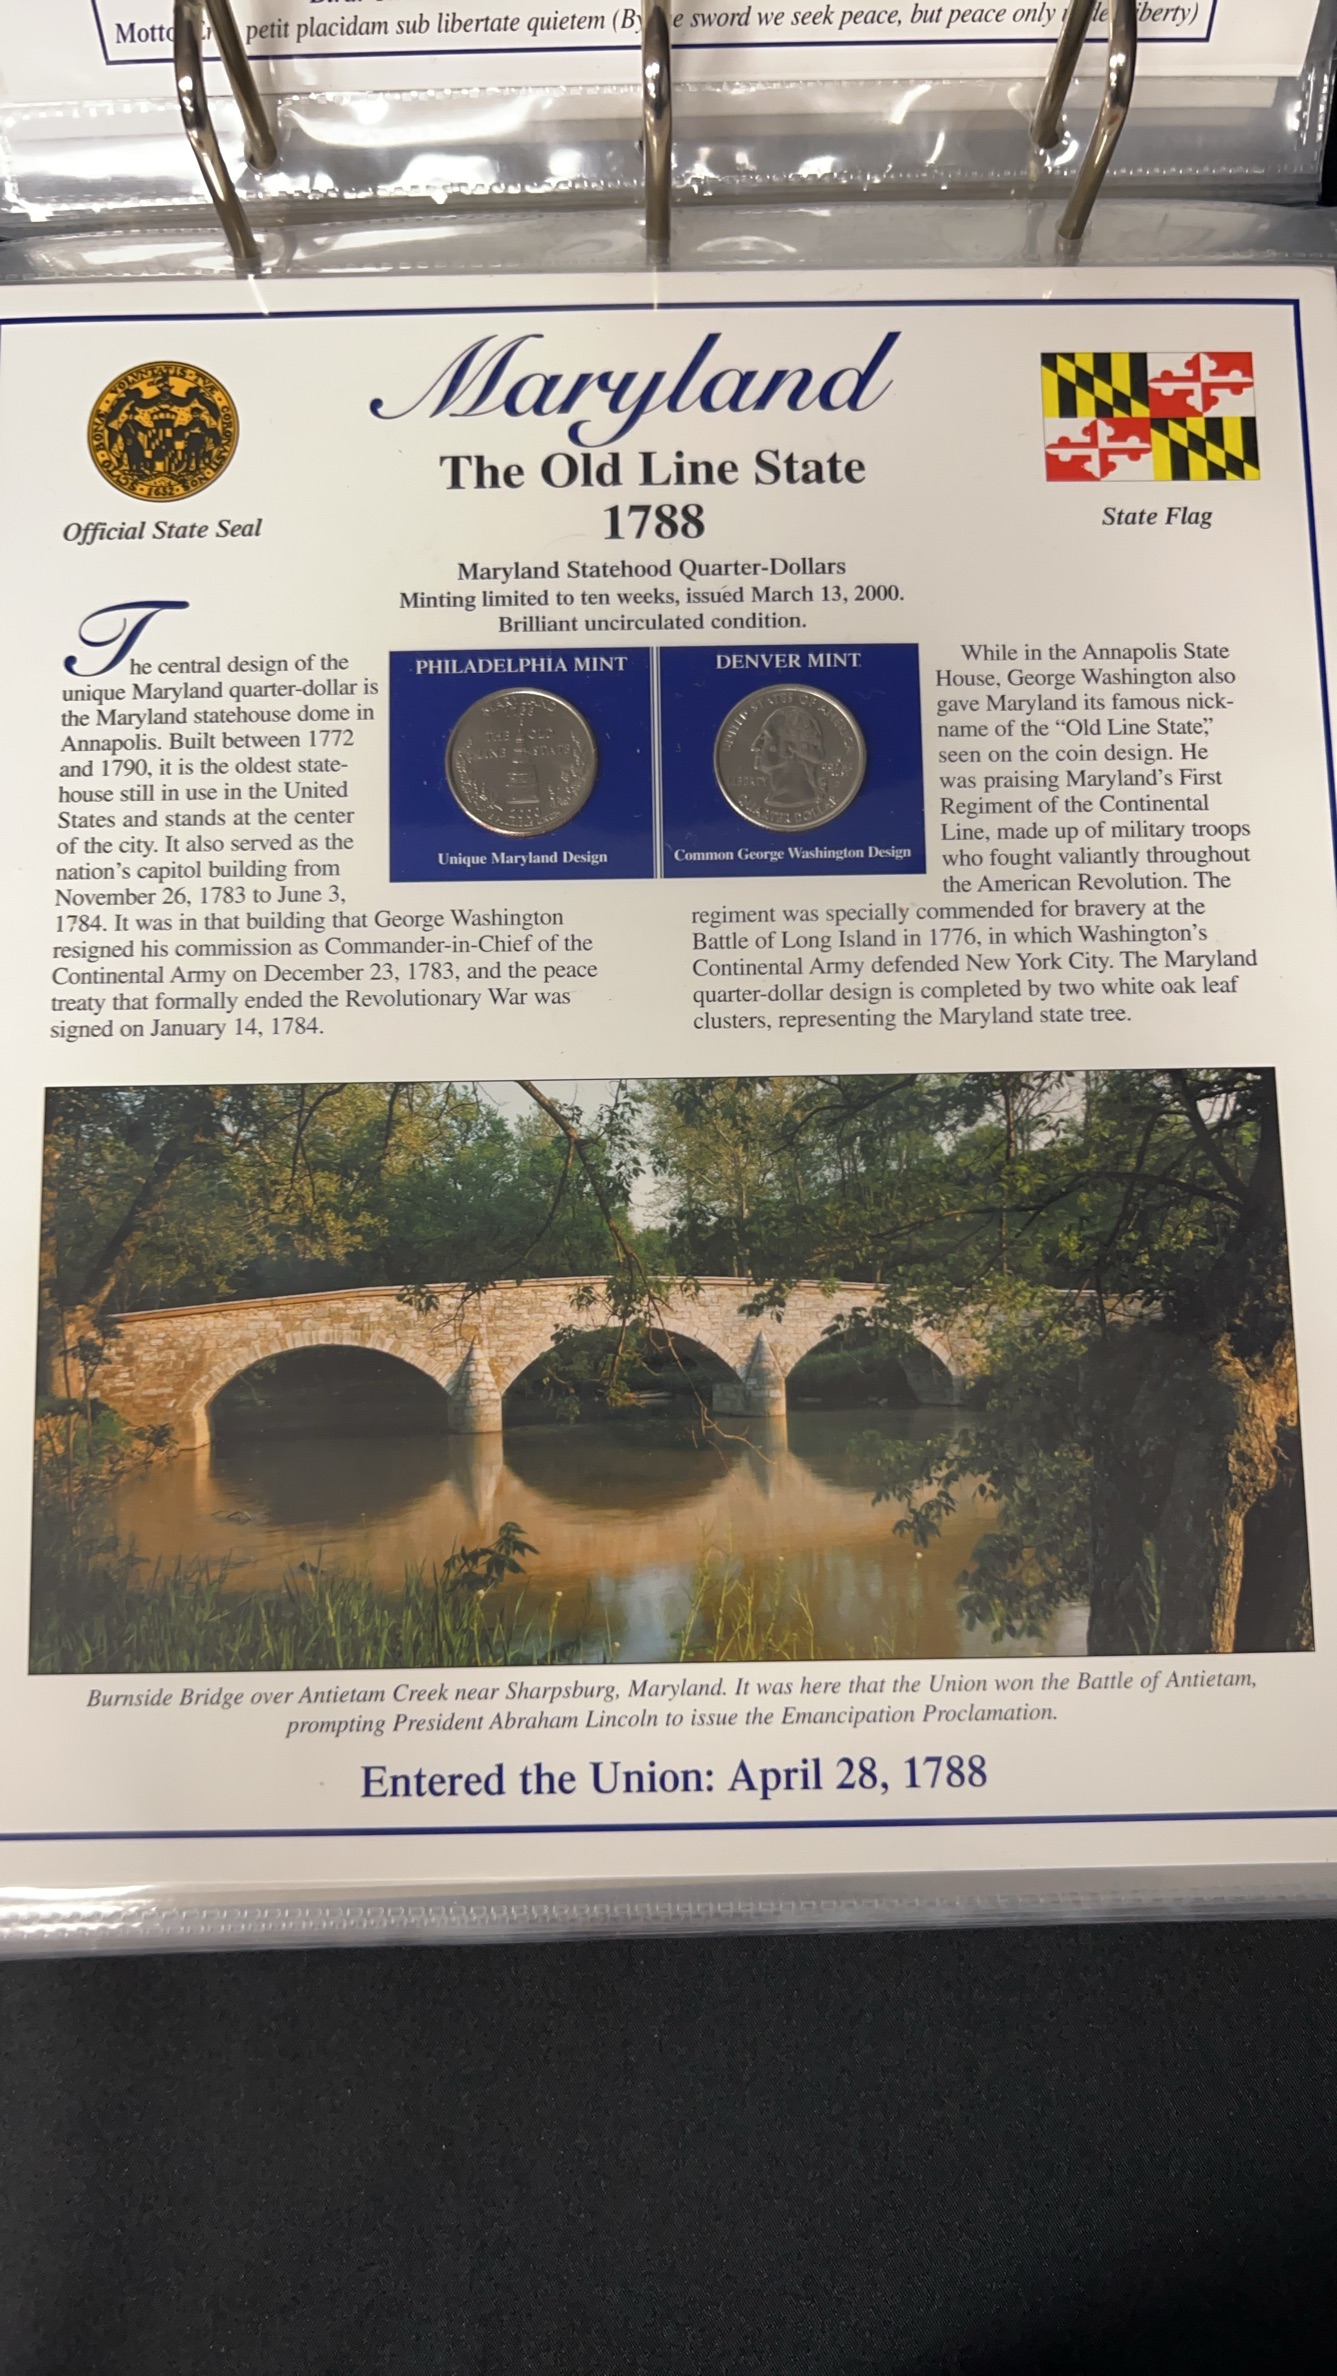 petit placidam sub libertate quietem (B e sword we seek peace, but peace only
Maryland
The Old Line State
1788
Official State Seal
State Flag
Maryland Statehood Quarter-Dollars
Minting limited to ten weeks, issued March 13, 2000.
Brilliant uncirculated condition.
The central design of the
unique Maryland quarter-dollar is
the Maryland statehouse dome in
Annapolis. Built between 1772
and 1790, it is the oldest state-
house still in use in the United
States and stands at the center
of the city. It also served as the
nation's capitol building from
November 26, 1783 to June 3,
1784. It was in that building that George Washington
resigned his commission as Commander-in-Chief of the
Continental Army on December 23, 1783, and the peace
treaty that formally ended the Revolutionary War was
signed on January 14, 1784.
PHILADELPHIA MINT
MARYLAND
1788
THE OLD
LINE STATE
2000
Unique Maryland Design
DENVER MINT
UNITED STATES OF AMERICA
LIBERTY
QUARTER DOLLAR
Common George Washington Design
While in the Annapolis State
House, George Washington also
gave Maryland its famous nick-
name of the “Old Line State,”
seen on the coin design. He
was praising Maryland's First
Regiment of the Continental
Line, made up of military troops
who fought valiantly throughout
the American Revolution. The
regiment was specially commended for bravery at the
Battle of Long Island in 1776, in which Washington's
Continental Army defended New York City. The Maryland
quarter-dollar design is completed by two white oak leaf
clusters, representing the Maryland state tree.
Burnside Bridge over Antietam Creek near Sharpsburg, Maryland. It was here that the Union won the Battle of Antietam,
prompting President Abraham Lincoln to issue the Emancipation Proclamation.
Entered the Union: April 28, 1788